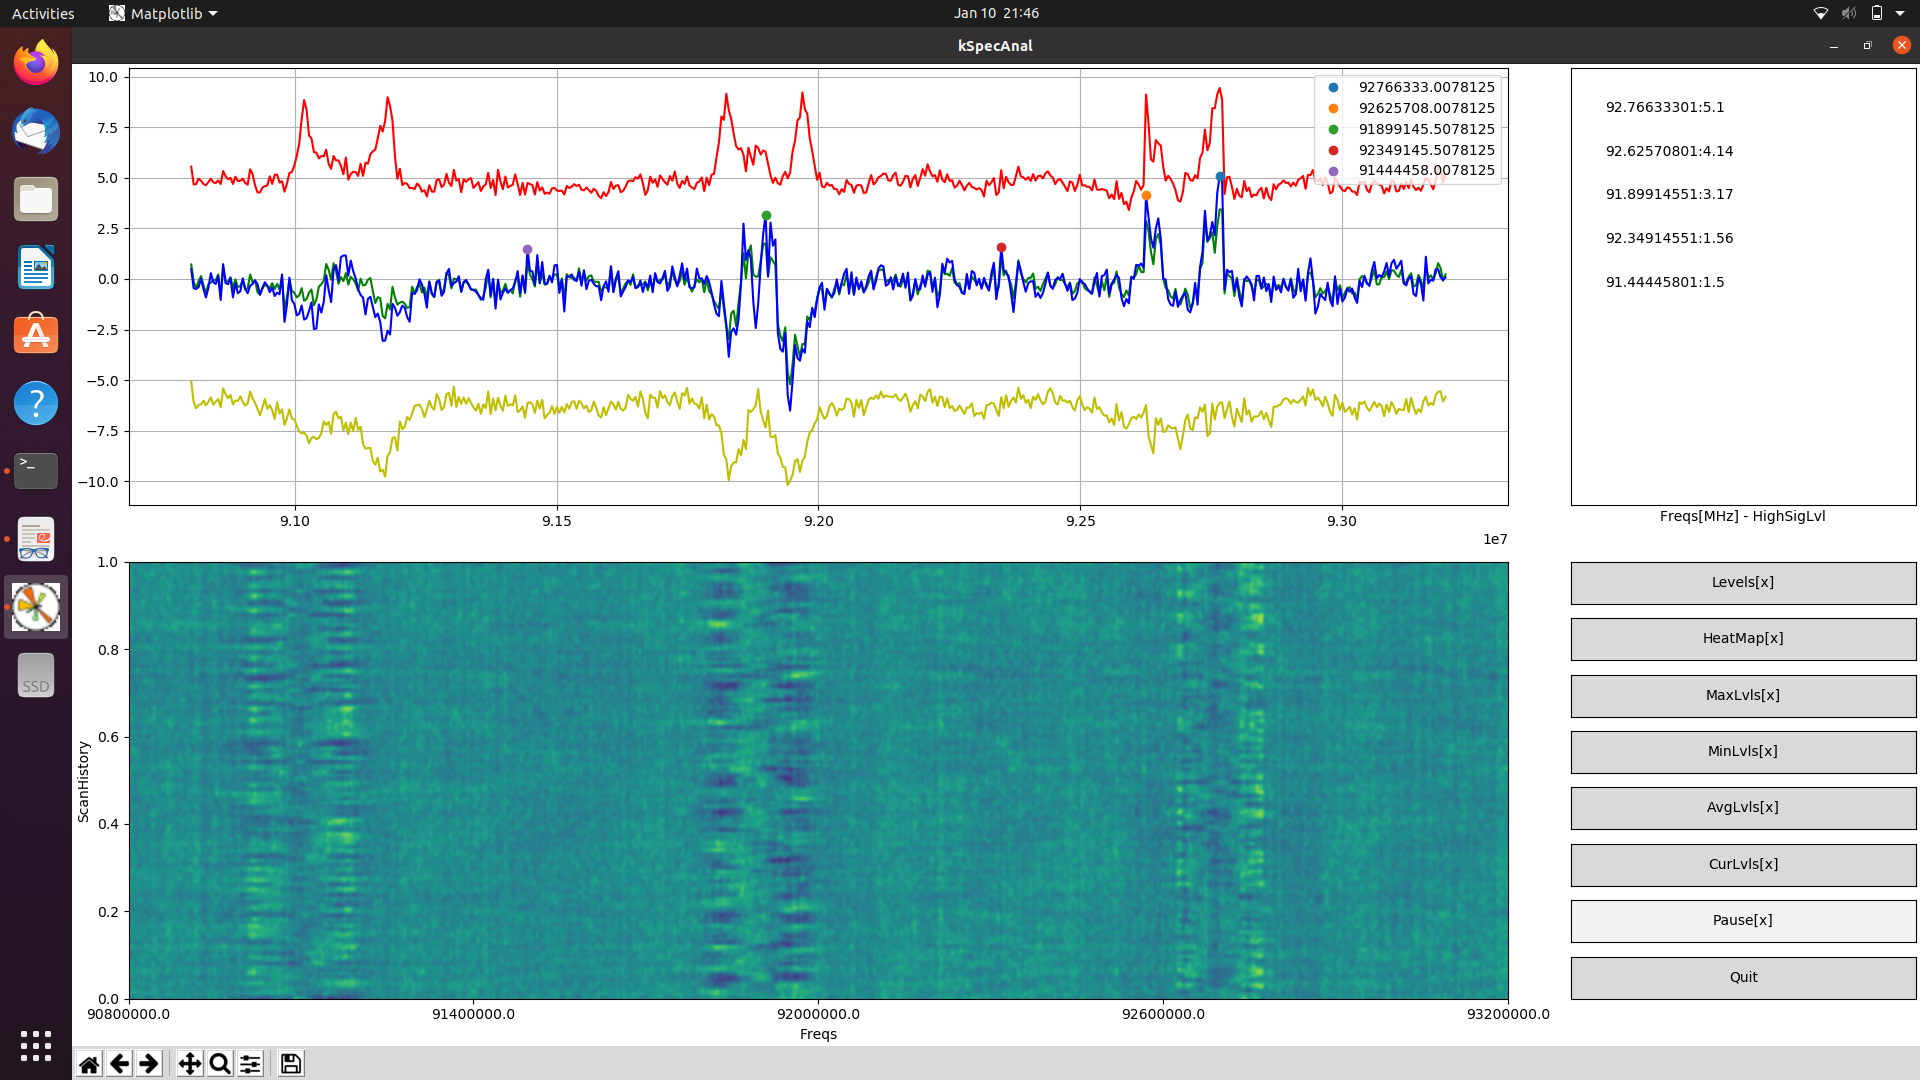 Activities
Matplotlib
Jan 10 21:46
kSpecAnal
10.0
7.5
5.0
2.5
0.0
−2.5
−5.0
−7.5
−10.0
92766333.0078125
92625708.0078125
91899145.5078125
92349145.5078125
91444458.0078125
9.10
9.15
9.20
9.25
9.30
1e7
92.76633301:5.1
92.62570801:4.14
91.89914551:3.17
92.34914551:1.56
91.44445801:1.5
Freqs[MHz] - HighSigLvl
1.0
0.8
0.6
0.4
0.2
0.0
ScanHistory
90800000.0
91400000.0
92000000.0
92600000.0
93200000.0
Freqs
Levels[x]
HeatMap[x]
MaxLvls[x]
MinLvls[x]
AvgLvls[x]
CurLvls[x]
Pause[x]
Quit
>_
?
SSD